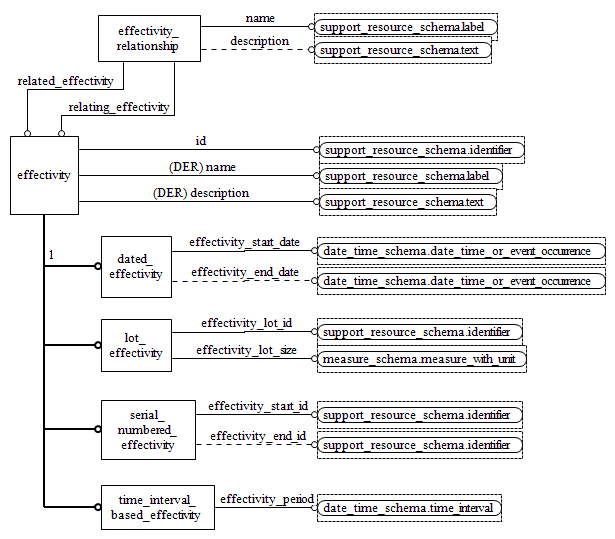 effectivity_
relationship
name
support_resource_schema.label
description
support_resource_schema.text
related_effectivity
relating_effectivity
effectivity
id
support_resource_schema.identifier
(DER) name
support_resource_schema.label
(DER) description
support_resource_schema.text
1
dated_
effectivity
effectivity_start_date
date_time_schema.date_time_or_event_occurrence
effectivity_end_date
date_time_schema.date_time_or_event_occurrence
lot_
effectivity
effectivity_lot_id
support_resource_schema.identifier
effectivity_lot_size
measure_schema.measure_with_unit
serial_
numbered_
effectivity
effectivity_start_id
support_resource_schema.identifier
effectivity_end_id
support_resource_schema.identifier
time_interval_
based_effectivity
effectivity_period
date_time_schema.time_interval